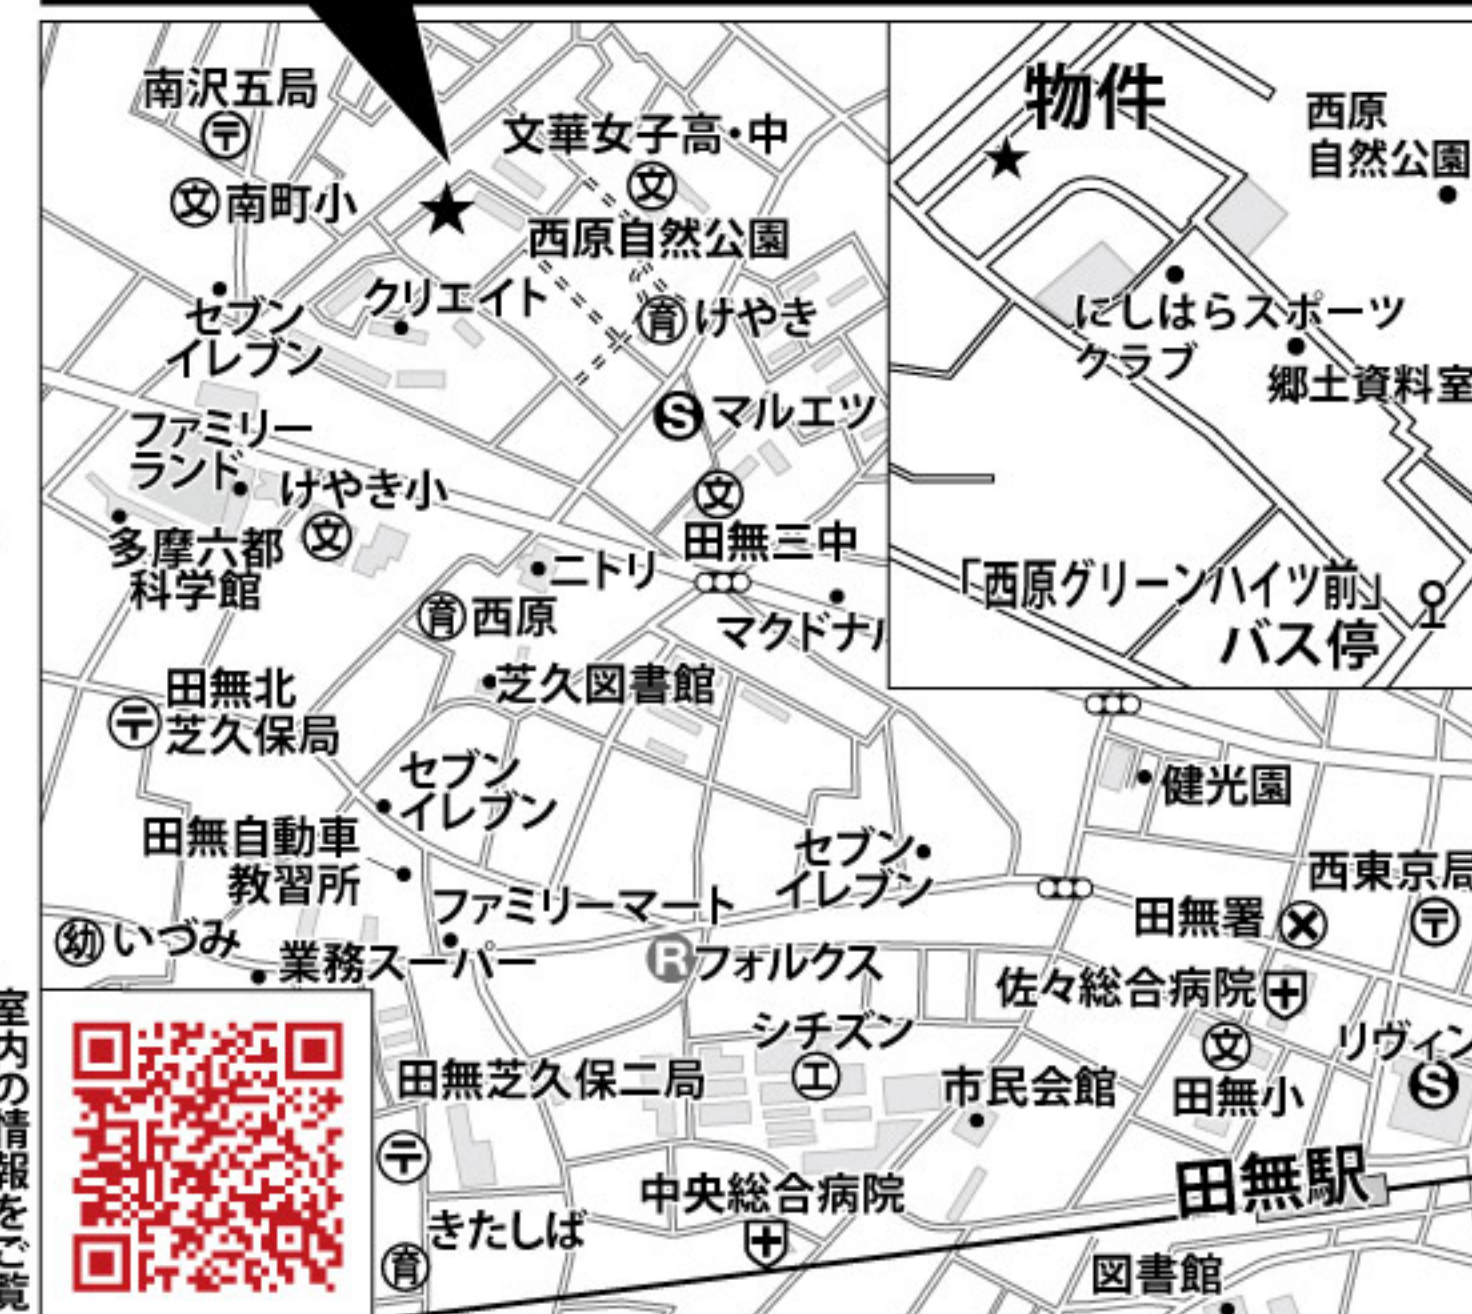 南沢五局
〒
文 南町小
文華女子高・中
文
西原自然公園
クリエイト
育 けやき
セブン
イレブン
S マルエツ
ファミリー
ランド
けやき小
文
文
田無三中
多摩六都
科学館
ニトリ
育 西原
マクドナル
芝久図書館
田無北
〒 芝久保局
セブン
イレブン
田無自動車
教習所
セブン
イレブン
ファミリーマート
幼 いづみ
業務スーパー
R フォルクス
シチズン
工
田無芝久保二局
〒
市民会館
中央総合病院
きたしば
育
物件
西原
自然公園
にしはらスポーツ
クラブ
郷土資料室
「西原グリーンハイツ前」
バス停
健光園
西東京局
〒
田無署
佐々総合病院
文
田無小
リヴィン
S
田無駅
図書館
室内の情報をご覧